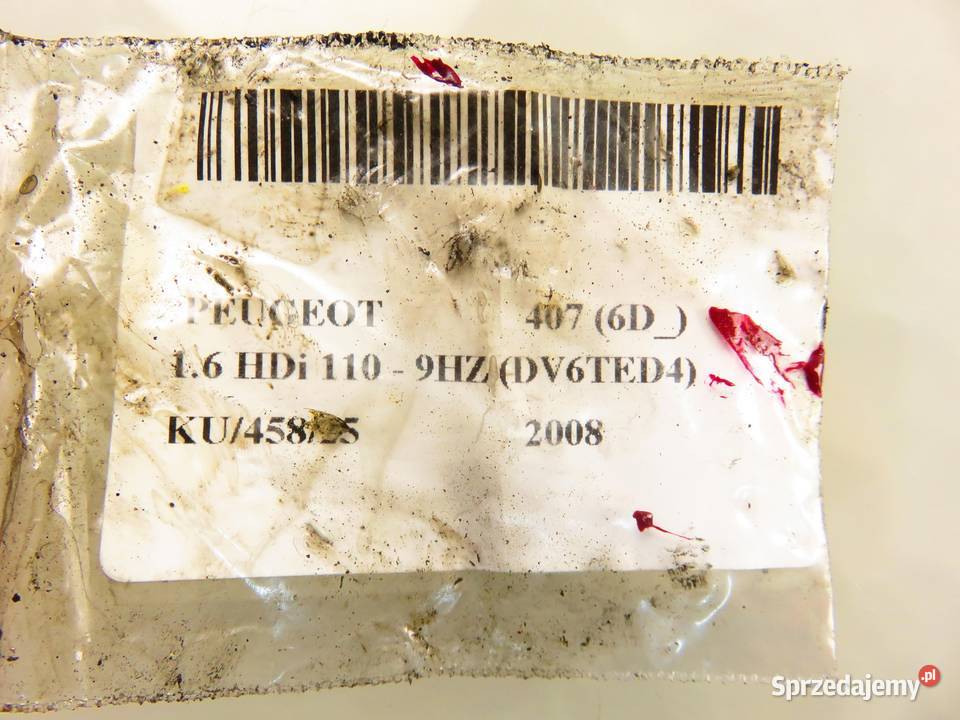 PEUGEOT 407 (6D_)
1.6 HDi 110 - 9HZ (DV6TED4)
KU/458/25 2008
Sprzedajemy.pl